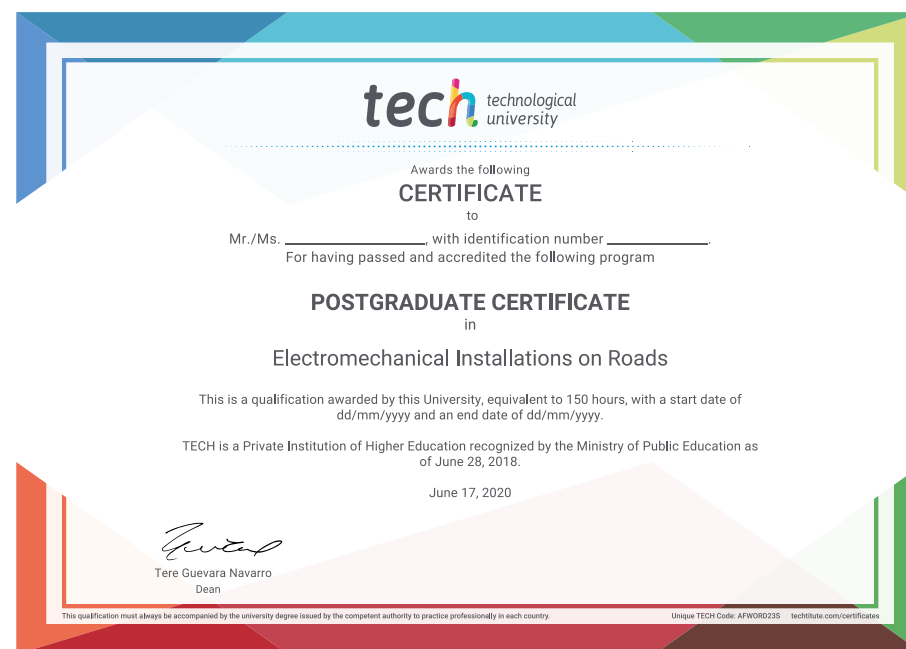 tech technological
university
Awards the following
CERTIFICATE
to
Mr./Ms. ________________, with identification number ____________.
For having passed and accredited the following program
POSTGRADUATE CERTIFICATE
in
Electromechanical Installations on Roads
This is a qualification awarded by this University, equivalent to 150 hours, with a start date of
dd/mm/yyyy and an end date of dd/mm/yyyy.
TECH is a Private Institution of Higher Education recognized by the Ministry of Public Education as
of June 28, 2018.
June 17, 2020
Tere Guevara Navarro
Dean
This qualification must always be accompanied by the university degree issued by the competent authority to practice professionally in each country. Unique TECH Code: AFWORD23S techtitute.com/certificates